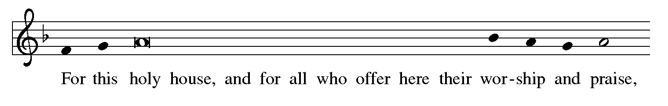 For this holy house, and for all who offer here their wor-ship and praise,